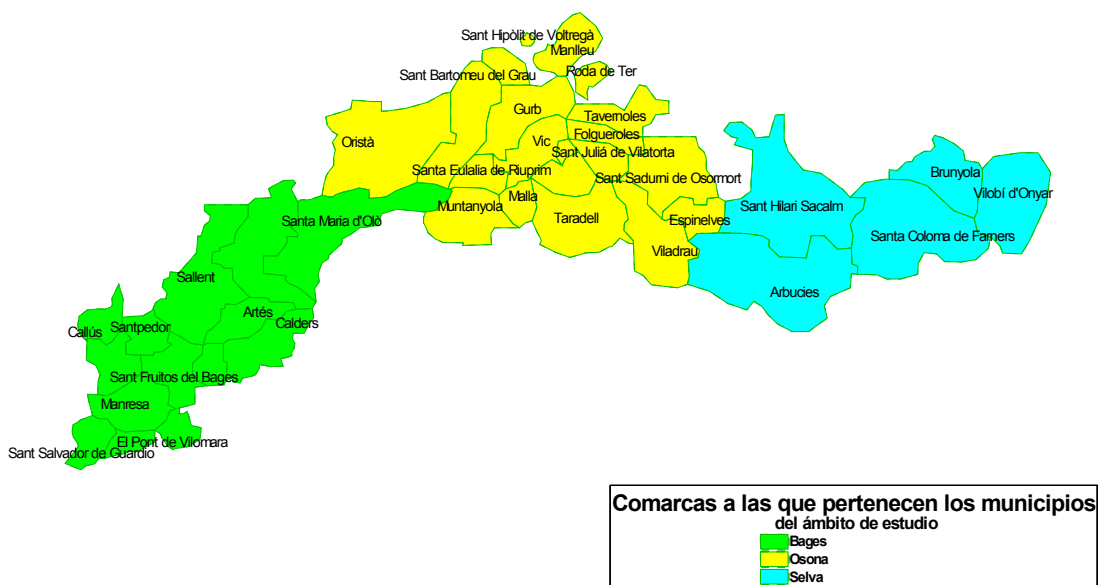 Sant Hipòlit de Voltregà
Manlleu
Sant Bartomeu del Grau
Roda de Ter
Gurb
Tavernoles
Folgueroles
Oristà
Vic
Sant Juliá de Vilatorta
Santa Eulalia de Riuprim
Sant Sadurni de Osormort
Brunyola
Vilobí d'Onyar
Muntanyola
Malla
Sant Hilari Sacalm
Santa Maria d'Oló
Taradell
Espinelves
Santa Coloma de Farners
Viladrau
Sallent
Arbucies
Artés
Calders
Santpedor
Callús
Sant Fruitos del Bages
Manresa
El Pont de Vilomara
Sant Salvador de Guardio
Comarcas a las que pertenecen los municipios
del ámbito de estudio
Bages
Osona
Selva